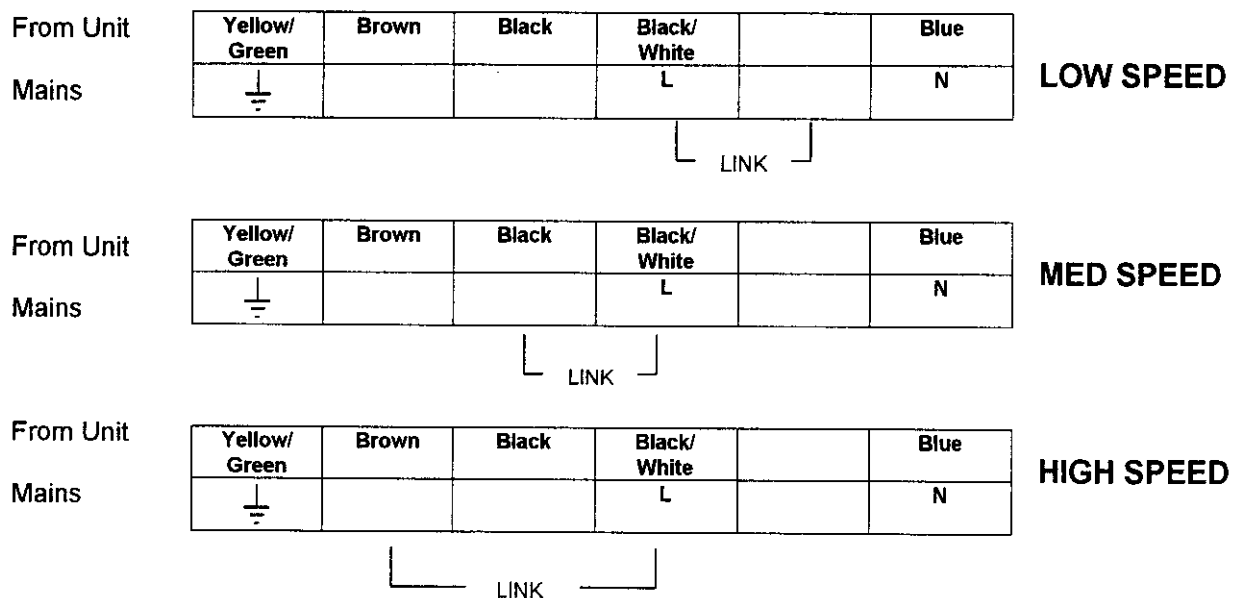 From Unit Yellow/ Brown Black Black/ Blue
Green White
Mains L N LOW SPEED
LINK
From Unit Yellow/ Brown Black Black/ Blue
Green White
Mains L N MED SPEED
LINK
From Unit Yellow/ Brown Black Black/ Blue
Green White
Mains L N HIGH SPEED
LINK